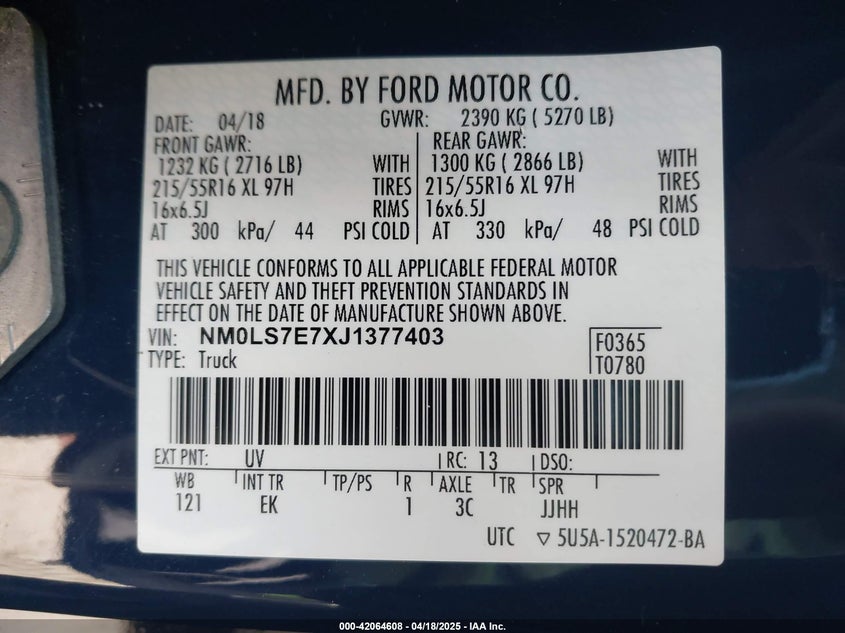 MFD. BY FORD MOTOR CO.
DATE: 04/18 GVWR: 2390 KG ( 5270 LB)
FRONT GAWR: REAR GAWR:
1232 KG ( 2716 LB) WITH 1300 KG ( 2866 LB) WITH
215/55R16 XL 97H TIRES 215/55R16 XL 97H TIRES
16x6.5J RIMS 16x6.5J RIMS
AT 300 kPa/ 44 PSI COLD AT 330 kPa/ 48 PSI COLD
THIS VEHICLE CONFORMS TO ALL APPLICABLE FEDERAL MOTOR
VEHICLE SAFETY AND THEFT PREVENTION STANDARDS IN
EFFECT ON THE DATE OF MANUFACTURE SHOWN ABOVE.
VIN: NM0LS7E7XJ1377403 F0365
TYPE: Truck T0780
EXT PNT: UV RC: 13 DSO:
WB INT TR TP/PS R AXLE TR SPR
121 EK 1 3C JJHH
UTC ▽ 5U5A-1520472-BA
000-42064608 - 04/18/2025 - IAA Inc.